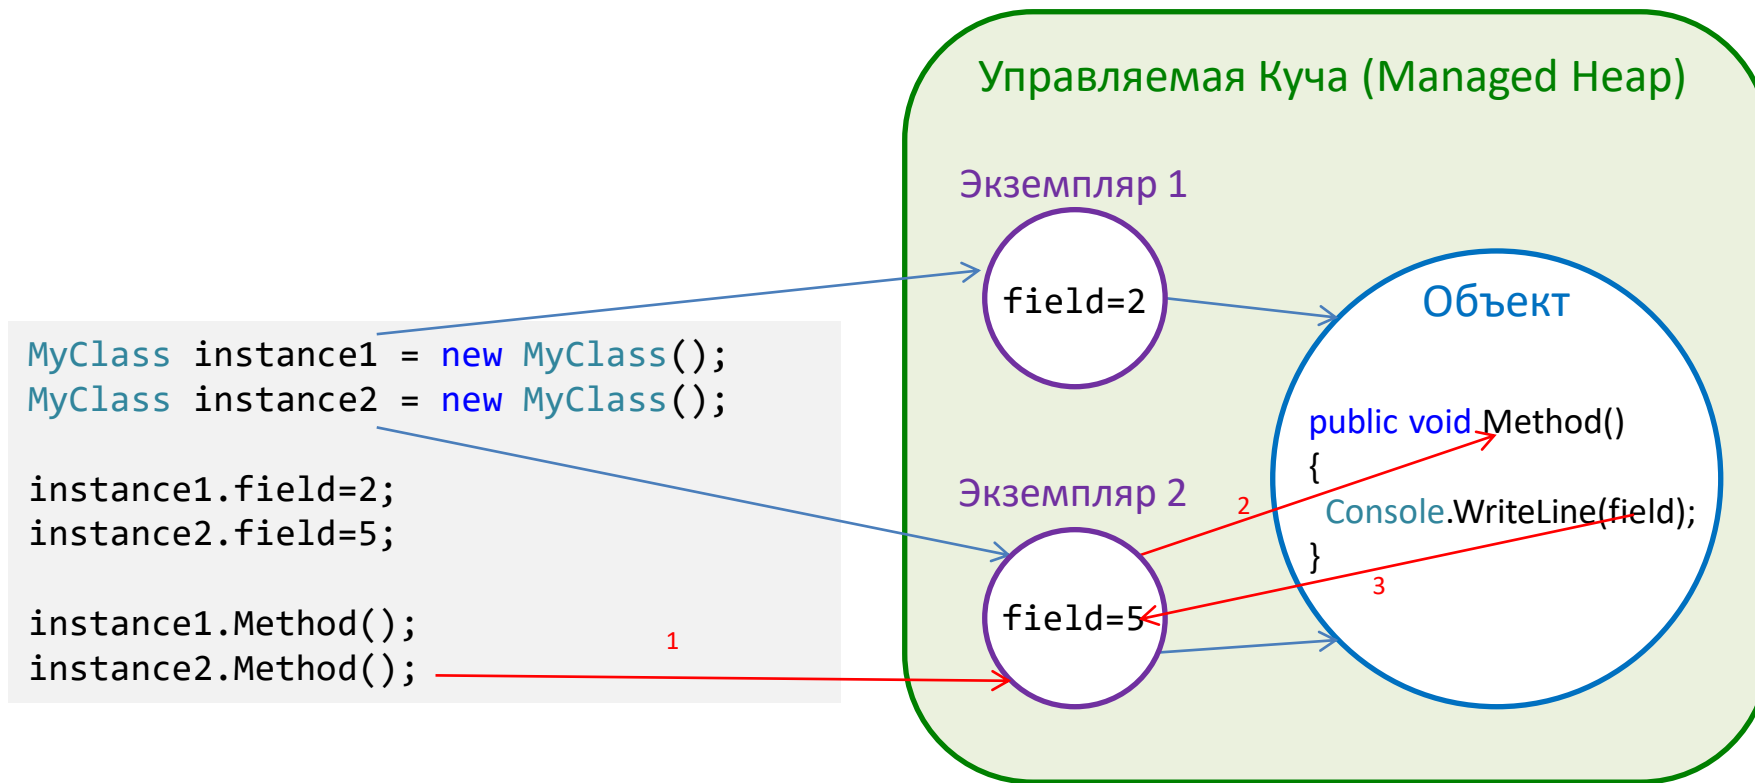 Управляемая Куча (Managed Heap)
Экземпляр 1
field=2
Объект
MyClass instance1 = new MyClass();
MyClass instance2 = new MyClass();
instance1.field=2;
instance2.field=5;
instance1.Method();
instance2.Method();
1
Экземпляр 2
field=5
2
public void Method()
{
Console.WriteLine(field);
}
3